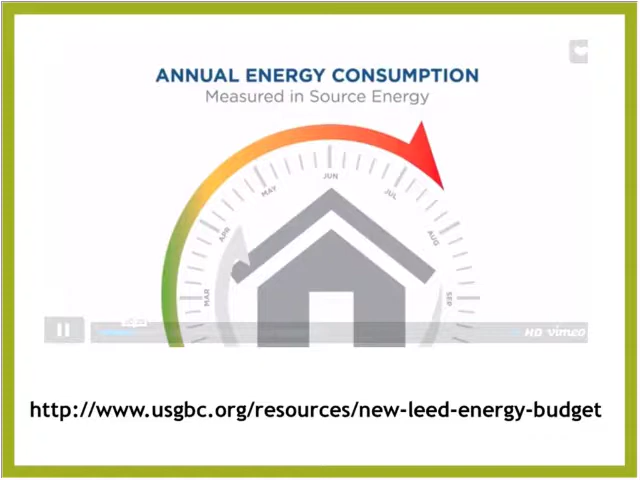 ANNUAL ENERGY CONSUMPTION
Measured in Source Energy
JUN
MAY
JUL
APR
AUG
MAR
SEP
HD vimeo
http://www.usgbc.org/resources/new-leed-energy-budget